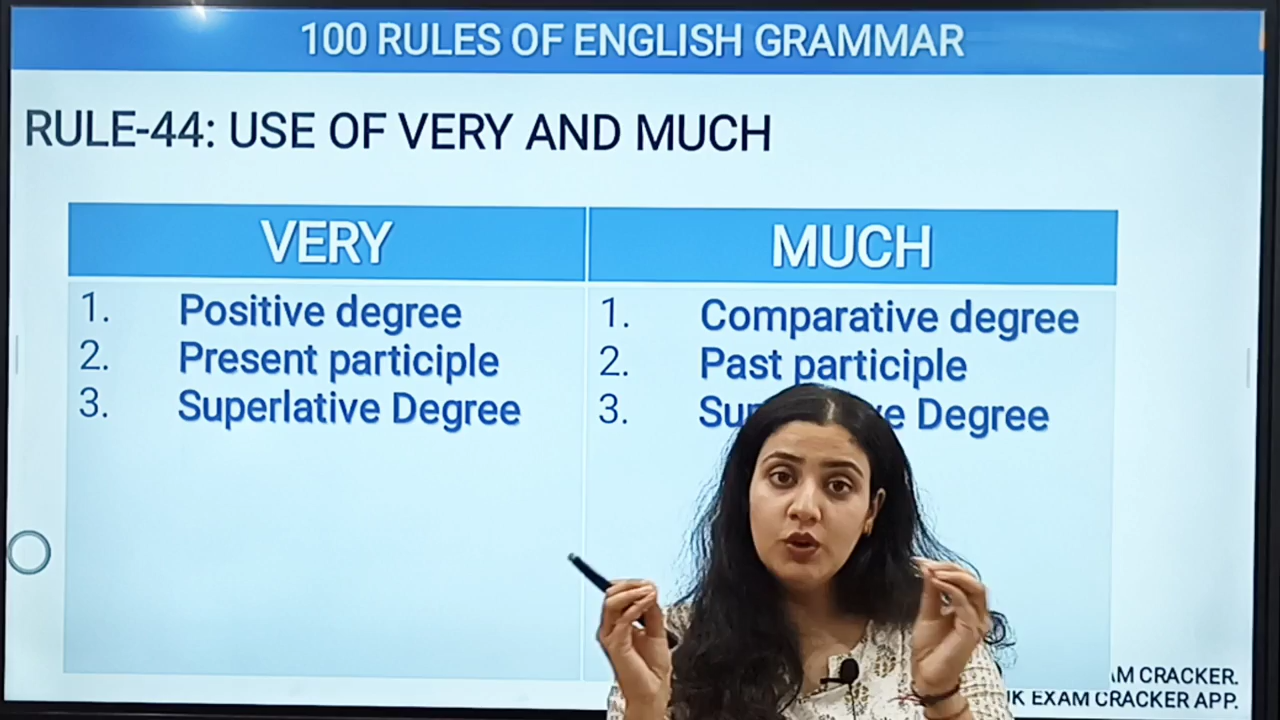 100 RULES OF ENGLISH GRAMMAR
RULE-44: USE OF VERY AND MUCH
VERY
1. Positive degree
2. Present participle
3. Superlative Degree
MUCH
1. Comparative degree
2. Past participle
3. Degree
CRACKER.
EXAM CRACKER APP.